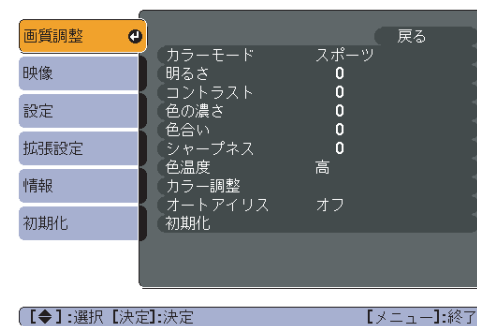 画質調整
映像
設定
拡張設定
情報
初期化
戻る
カラーモード スポーツ
明るさ 0
コントラスト 0
色の濃さ 0
色合い 0
シャープネス 0
色温度 高
カラー調整
オートアイリス オフ
初期化
【◆】:選択【決定】:決定 【メニュー】:終了